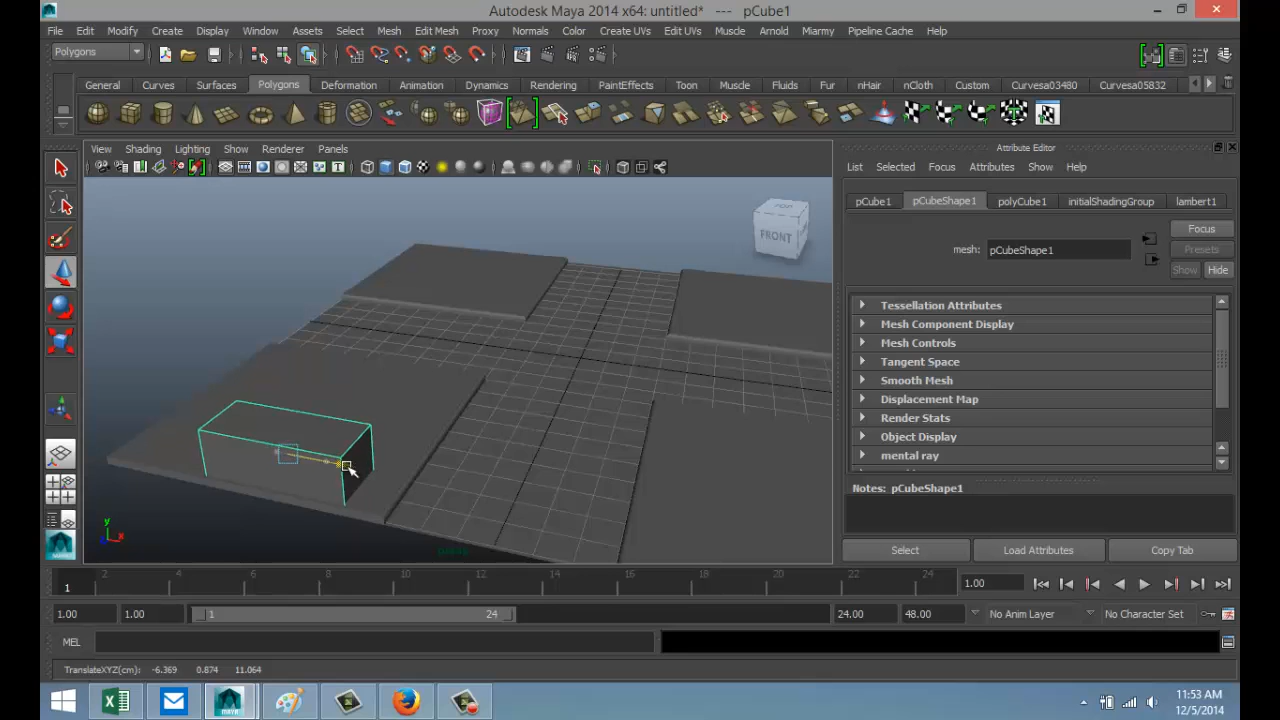 Autodesk Maya 2014 x64: untitled* --- pCube1
File Edit Modify Create Display Window Assets Select Mesh Edit Mesh Proxy Normals Color Create UVs Edit UVs Muscle Arnold Miarmy Pipeline Cache Help
Polygons
General Curves Surfaces Polygons Deformation Animation Dynamics Rendering PaintEffects Toon Muscle Fluids Fur nHair nCloth Custom Curvesa03480 Curvesa05832
View Shading Lighting Show Renderer Panels
Attribute Editor
List Selected Focus Attributes Show Help
pCube1 pCubeShape1 polyCube1 initialShadingGroup lambert1
Focus
mesh: pCubeShape1
Presets
Show Hide
FRONT
Tessellation Attributes
Mesh Component Display
Mesh Controls
Tangent Space
Smooth Mesh
Displacement Map
Render Stats
Object Display
mental ray
Notes: pCubeShape1
y
x
Select Load Attributes Copy Tab
1 2 4 6 8 10 12 14 16 18 20 22 24 1.00
1.00 1.00 1 24 24.00 48.00 No Anim Layer No Character Set
MEL
TranslateXYZ(cm): -6.369 0.874 11.064
11:53 AM
12/5/2014